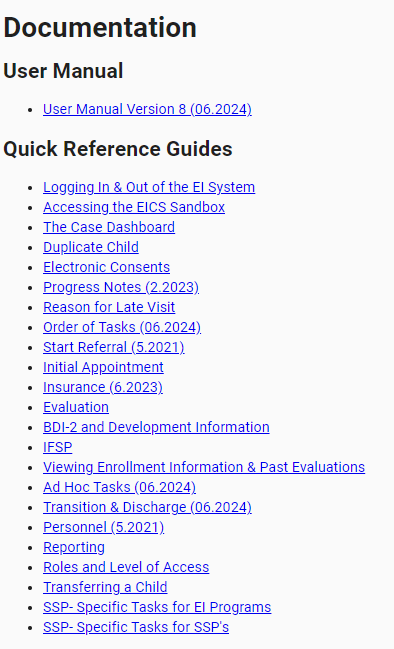 Documentation
User Manual
User Manual Version 8 (06.2024)
Quick Reference Guides
Logging In & Out of the EI System
Accessing the EICS Sandbox
The Case Dashboard
Duplicate Child
Electronic Consents
Progress Notes (2.2023)
Reason for Late Visit
Order of Tasks (06.2024)
Start Referral (5.2021)
Initial Appointment
Insurance (6.2023)
Evaluation
BDI-2 and Development Information
IFSP
Viewing Enrollment Information & Past Evaluations
Ad Hoc Tasks (06.2024)
Transition & Discharge (06.2024)
Personnel (5.2021)
Reporting
Roles and Level of Access
Transferring a Child
SSP- Specific Tasks for EI Programs
SSP- Specific Tasks for SSP's